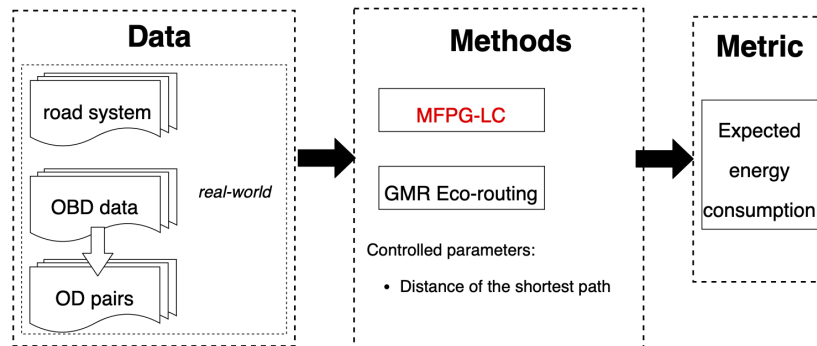 Data
road system
OBD data
real-world
OD pairs
Methods
MFPG-LC
GMR Eco-routing
Controlled parameters:
• Distance of the shortest path
Metric
Expected
energy
consumption